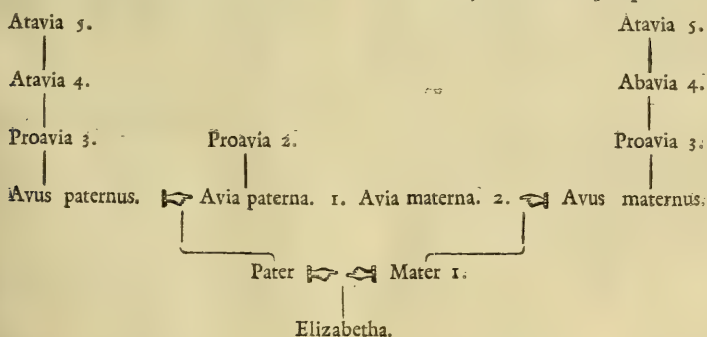 Atavia 5. Atavia 5.
Atavia 4. Abavia 4.
Proavia 3. Proavia 2. Proavia 3.
Avus paternus. Avia paterna. 1. Avia materna. 2. Avus maternus.
Pater Mater 1.
Elizabetha.